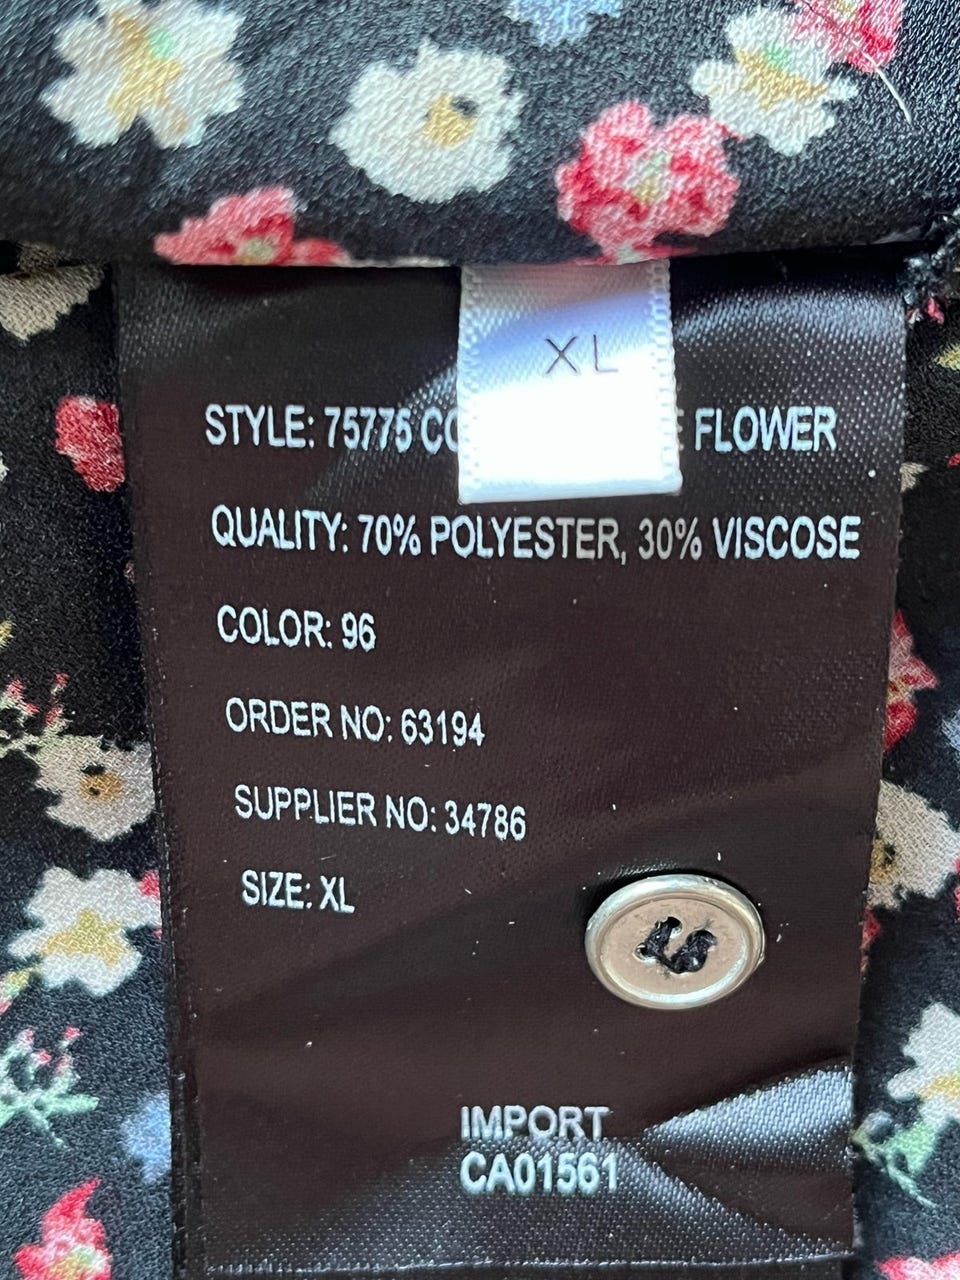 XL
STYLE: 75775 FLOWER
QUALITY: 70% POLYESTER, 30% VISCOSE
COLOR: 96
ORDER NO: 63194
SUPPLIER NO: 34786
SIZE: XL
IMPORT
CA01561